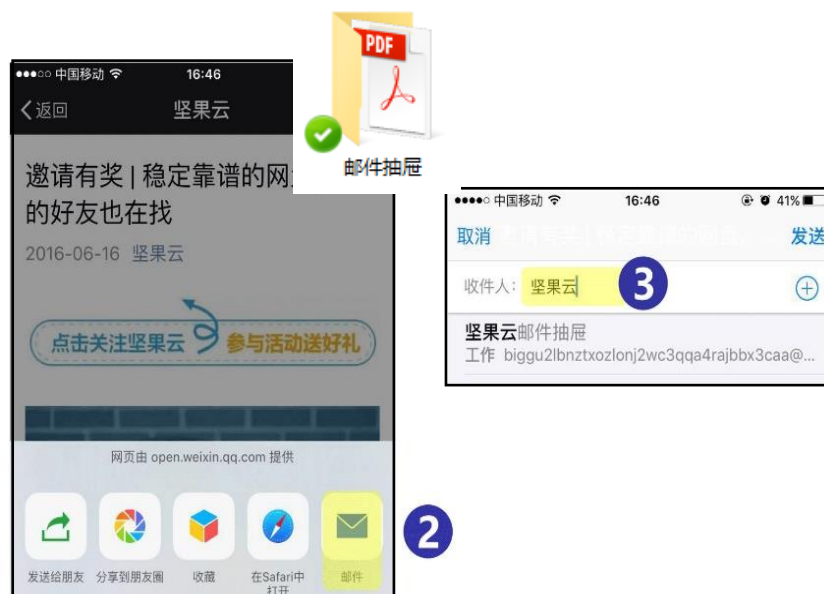 PDF
邮件抽屉
中国移动 16:46
返回 坚果云
邀请有奖 | 稳定靠谱的网
的好友也在找
2016-06-16 坚果云
点击关注坚果云 参与活动送好礼
网页由 open.weixin.qq.com 提供
发送给朋友 分享到朋友圈 收藏 在Safari中
打开 邮件
2
中国移动 16:46 41%
取消 发送
收件人: 坚果云
3
坚果云邮件抽屉
工作 biggu2lbnztxozlonj2wc3qqa4rajbbx3caa@...